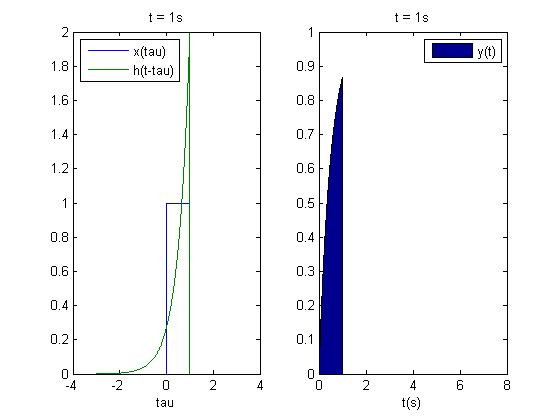 t = 1s
x(tau)
h(t-tau)
2
1.8
1.6
1.4
1.2
1
0.8
0.6
0.4
0.2
0
-4 -2 0 2 4
tau
t = 1s
y(t)
1
0.9
0.8
0.7
0.6
0.5
0.4
0.3
0.2
0.1
0
0 2 4 6 8
t(s)